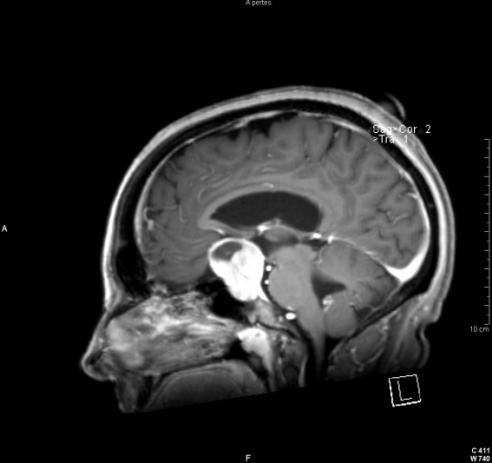 A pertes
Sag>Cor 2
>Tra 1
A
10 cm
L
C 411
W 740
F